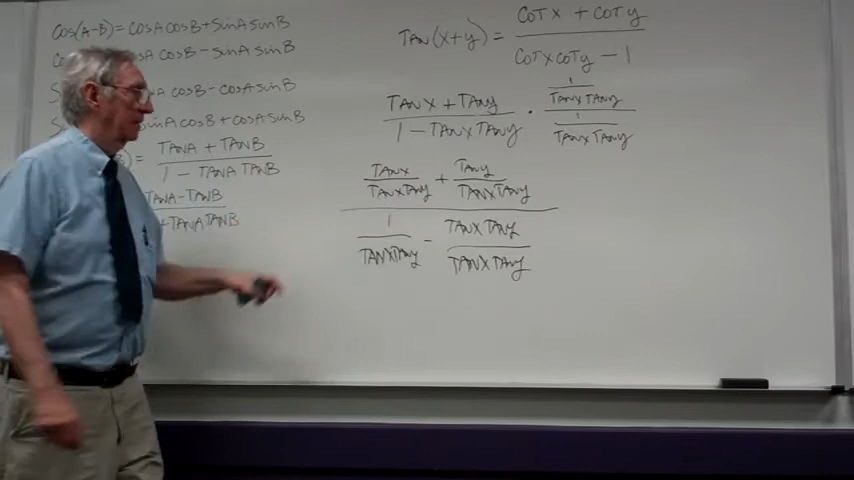 COS(A-B)= COSA COSB + SINA SINB
COSA COSB - SINA SINB
SINA COSB - COSA SINB
SINA COSB + COSA SINB
= TANA + TANB / 1 - TANA TANB
TANA - TANB / + TANA TANB
TAN(x+y) = COTX + COTY / COTX COTY - 1
TANX + TANY / 1 - TANX TANY · 1 / TANX TANY / 1 / TANX TANY
TANX / TANX TANY + TANY / TANX TANY
1 / TANX TANY - TANX TANY / TANX TANY